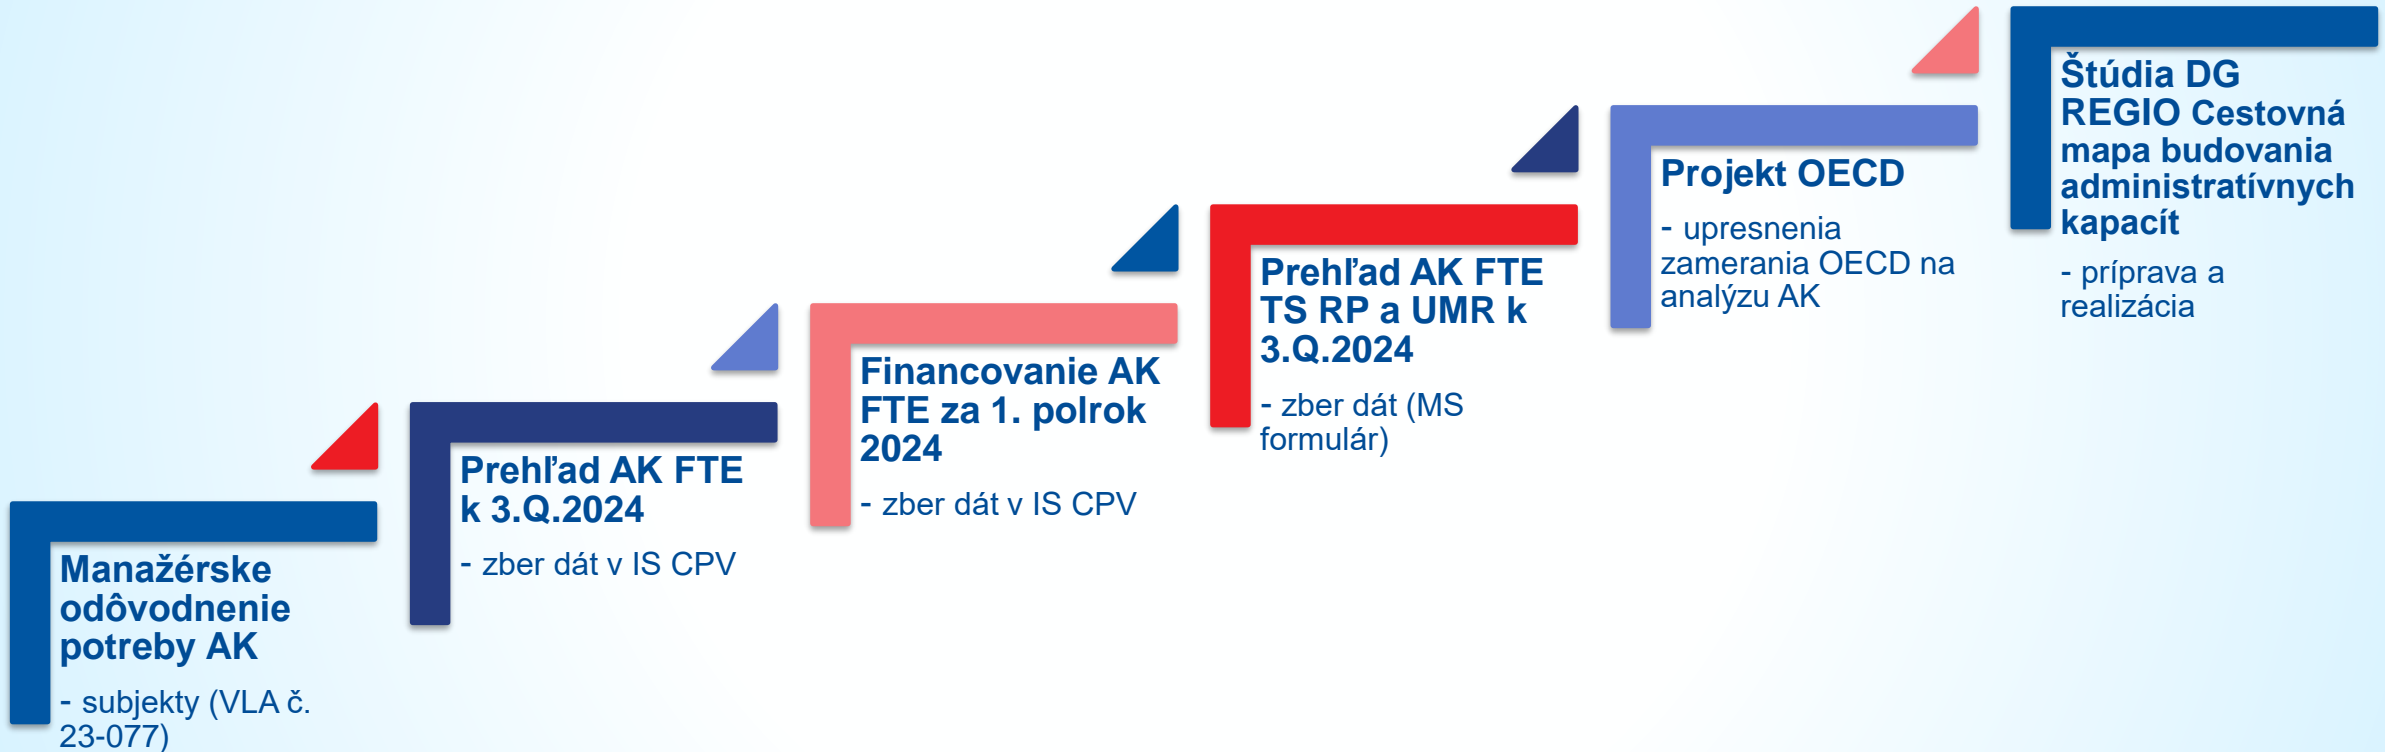 Manažérske
odôvodnenie
potreby AK
- subjekty (VLA č.
23-077)
Prehľad AK FTE
k 3.Q.2024
- zber dát v IS CPV
Financovanie AK
FTE za 1. polrok
2024
- zber dát v IS CPV
Prehľad AK FTE
TS RP a UMR k
3.Q.2024
- zber dát (MS
formulár)
Projekt OECD
- upresnenia
zamerania OECD na
analýzu AK
Štúdia DG
REGIO Cestovná
mapa budovania
administratívnych
kapacít
- príprava a
realizácia